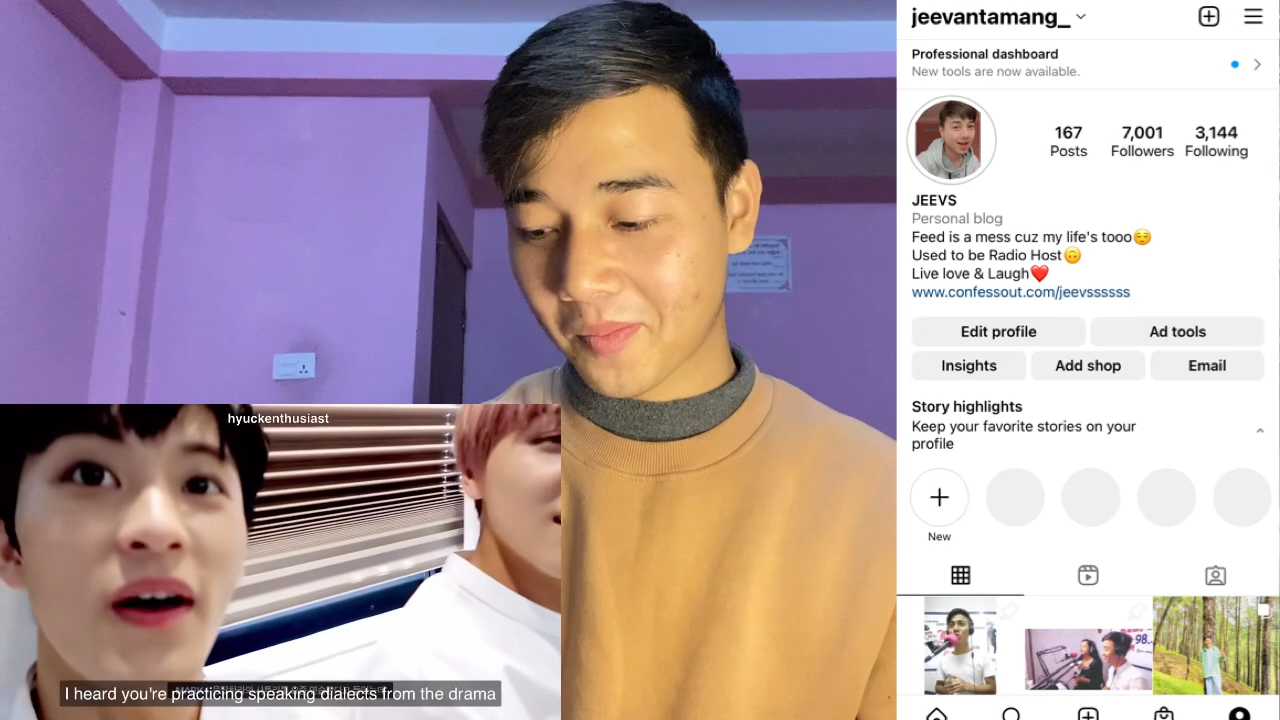 jeevantamang_
Professional dashboard
New tools are now available.
167
7,001
3,144
Posts
Followers
Following
JEEVS
Personal blog
Feed is a mess cuz my life's tooo😌
Used to be Radio Host🙃
Live love & Laugh❤️
www.confessout.com/jeevssssss
Edit profile
Ad tools
Insights
Add shop
Email
Story highlights
Keep your favorite stories on your
profile
New
98.
hyuckenthusiast
I heard you're practicing speaking dialects from the drama